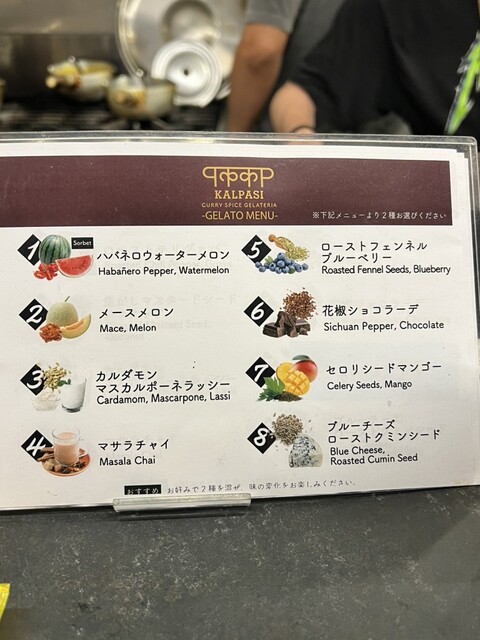 KALPASI
CURRY SPICE GELATERIA
-GELATO MENU-
※下記メニューより2種お選びください
1
Sorbet
ハバネロウォーターメロン
Habañero Pepper, Watermelon
2
メースメロン
Mace, Melon
3
カルダモン
マスカルポーネラッシー
Cardamom, Mascarpone, Lassi
4
マサラチャイ
Masala Chai
5
ローストフェンネル
ブルーベリー
Roasted Fennel Seeds, Blueberry
6
花椒ショコラーデ
Sichuan Pepper, Chocolate
7
セロリシードマンゴー
Celery Seeds, Mango
8
ブルーチーズ
ローストクミンシード
Blue Cheese,
Roasted Cumin Seed
おすすめ お好みで2種を混ぜ、味の変化をお楽しみください。